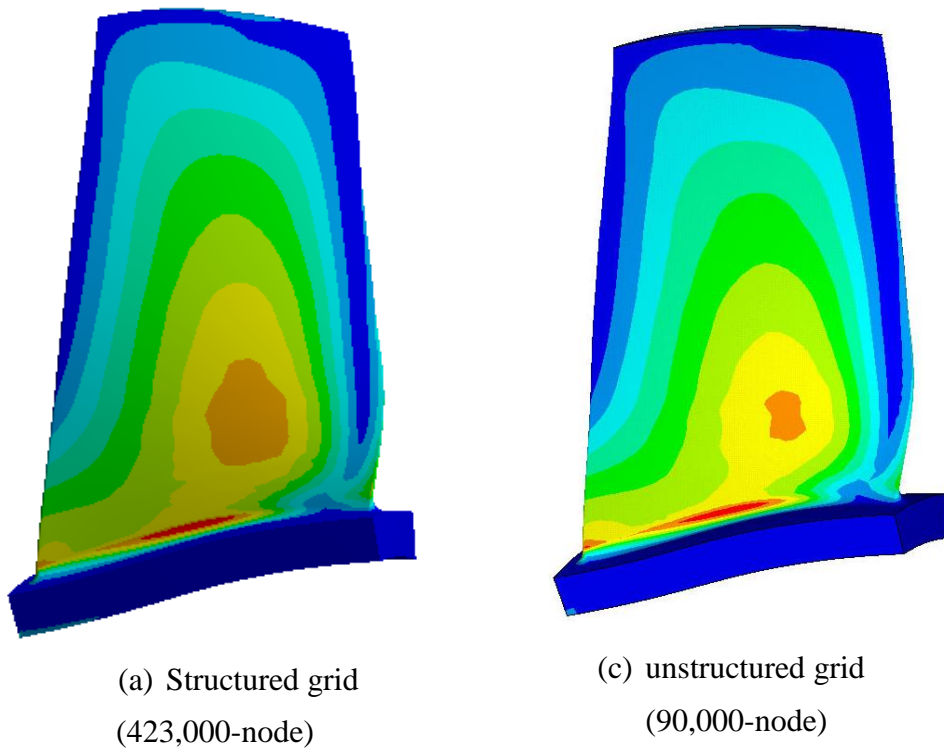 (a) Structured grid
(423,000-node)
(c) unstructured grid
(90,000-node)